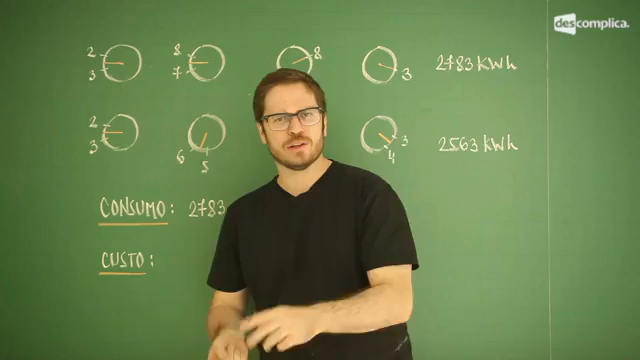 descomplica.
2 8 8
3 7 3 2783 KWh
2 3
3 6 5 4 2563 KWh
CONSUMO: 2783
CUSTO: